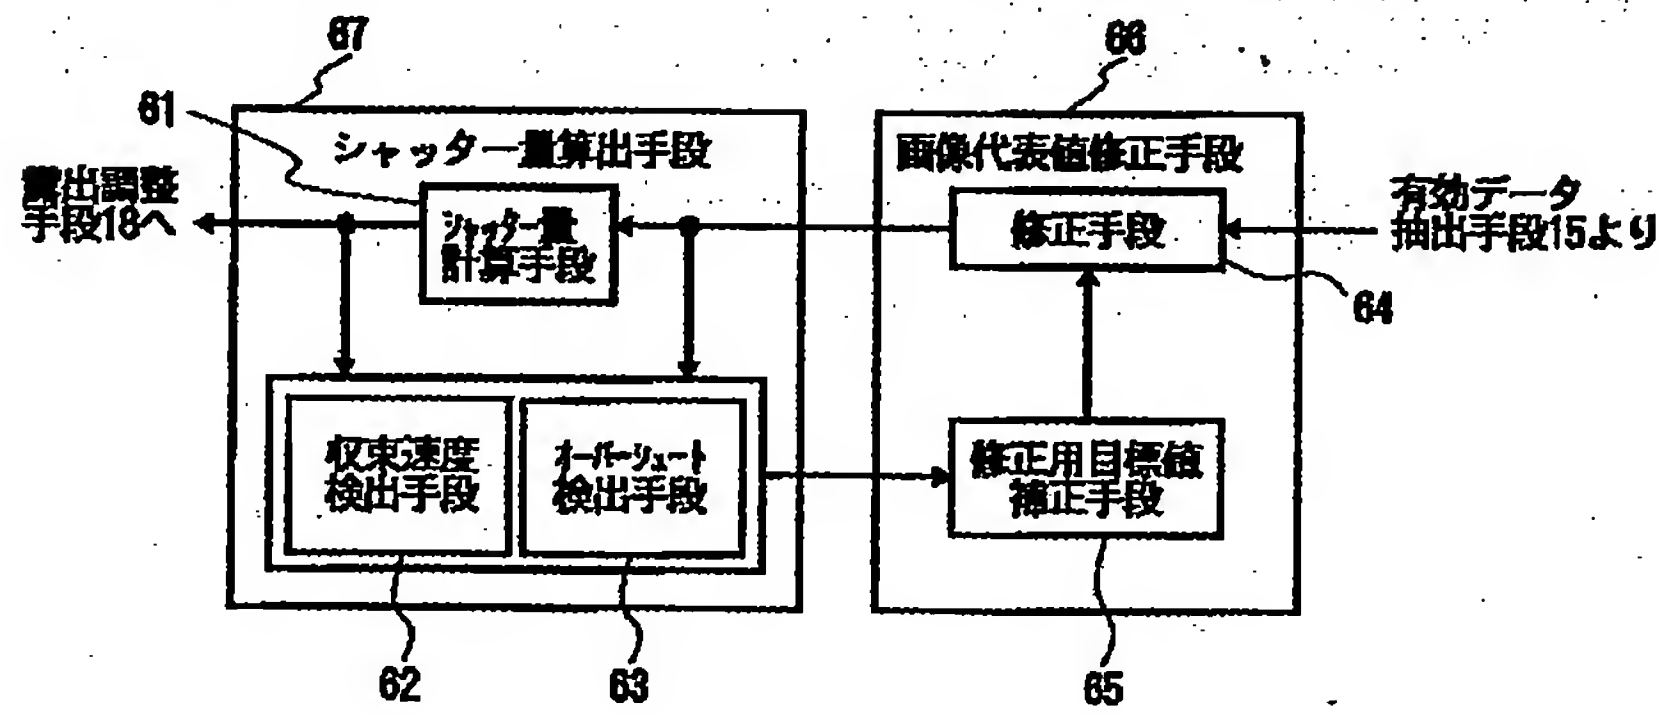 67
66
61
シャッター量算出手段
画像代表値修正手段
露出調整
手段18へ
シャッター量
計算手段
修正手段
有効データ
抽出手段15より
64
収束速度
検出手段
オーバーシュート
検出手段
修正用目標値
補正手段
62
63
65